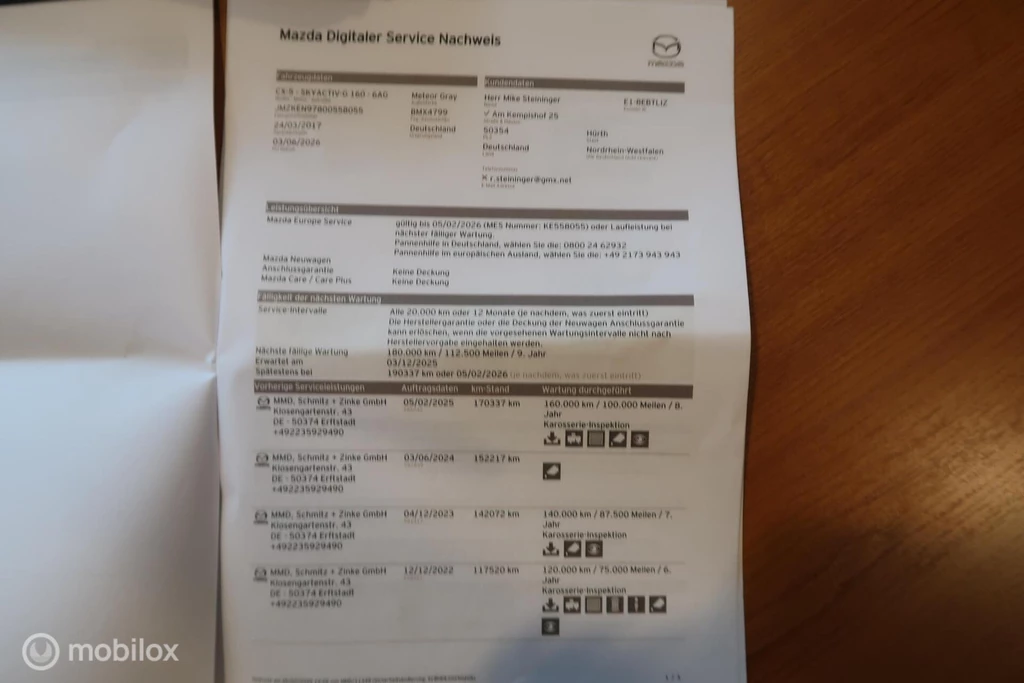 Mazda Digitaler Service Nachweis
mazda
Fahrzeugdaten
Kundendaten
CX-5 - SKYACTIV-G 160 - 6AG
Meteor Gray
Herr Mike Steininger
E1-BEBTLIZ
JMZKEN97800558055
BMX4799
✓ Am Kemplshof 25
24/03/2017
Deutschland
50354
Hürth
03/06/2026
Deutschland
Nordrhein-Westfalen
✕ r.steininger@gmx.net
Leistungsübersicht
Mazda Europe Service
gültig bis 05/02/2026 (MES Nummer: KE558055) oder Laufleistung bei
nächster fälliger Wartung.
Pannenhilfe in Deutschland, wählen Sie die: 0800 24 62932
Pannenhilfe im europäischen Ausland, wählen Sie die: +49 2173 943 943
Mazda Neuwagen
Anschlussgarantie
Keine Deckung
Mazda Care / Care Plus
Keine Deckung
Fälligkeit der nächsten Wartung
Service-Intervalle
Alle 20.000 km oder 12 Monate (je nachdem, was zuerst eintritt)
Die Herstellergarantie oder die Deckung der Neuwagen Anschlussgarantie
kann erlöschen, wenn die vorgesehenen Wartungsintervalle nicht nach
Herstellervorgabe eingehalten werden.
Nächste fällige Wartung
180.000 km / 112.500 Meilen / 9. Jahr
Erwartet am
03/12/2025
Spätestens bei
190337 km oder 05/02/2026 (je nachdem, was zuerst eintritt)
Vorherige Serviceleistungen
Auftragsdaten
km-Stand
Wartung durchgeführt
MMD, Schmitz + Zinke GmbH
05/02/2025
170337 km
160.000 km / 100.000 Meilen / 8.
Klosengartenstr. 43
Jahr
DE - 50374 Erftstadt
Karosserie-Inspektion
+492235929490
MMD, Schmitz + Zinke GmbH
03/06/2024
152217 km
Klosengartenstr. 43
DE - 50374 Erftstadt
+492235929490
MMD, Schmitz + Zinke GmbH
04/12/2023
142072 km
140.000 km / 87.500 Meilen / 7.
Klosengartenstr. 43
Jahr
DE - 50374 Erftstadt
Karosserie-Inspektion
+492235929490
MMD, Schmitz + Zinke GmbH
12/12/2022
117520 km
120.000 km / 75.000 Meilen / 6.
Klosengartenstr. 43
Jahr
DE - 50374 Erftstadt
Karosserie-Inspektion
+492235929490
mobilox